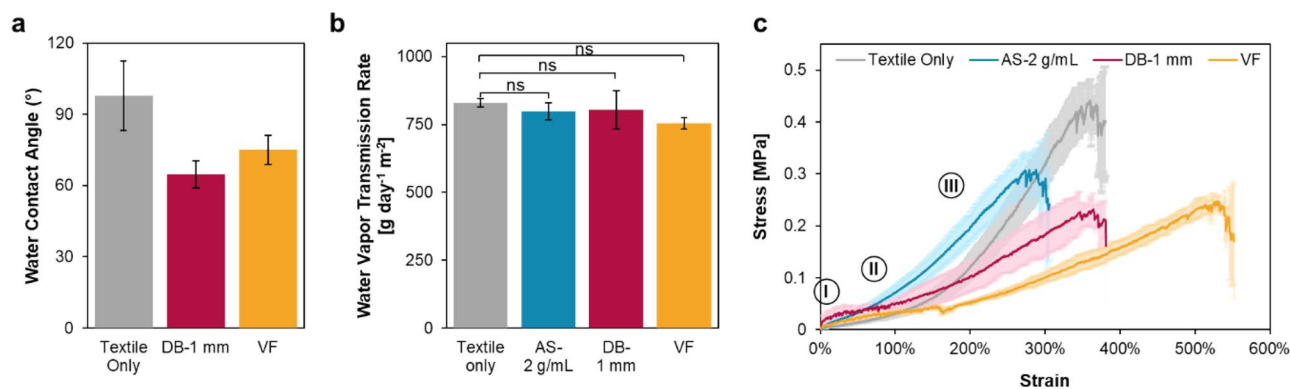 a
Water Contact Angle (°)
120
90
60
30
0
Textile
Only
DB-1 mm
VF
b
Water Vapor Transmission Rate
[g day-1 m-2]
1000
750
500
250
0
ns
ns
ns
Textile
only
AS-
2 g/mL
DB-
1 mm
VF
c
Textile Only
AS-2 g/mL
DB-1 mm
VF
Stress [MPa]
0.5
0.4
0.3
0.2
0.1
0
I
II
III
0%
100%
200%
300%
400%
500%
600%
Strain